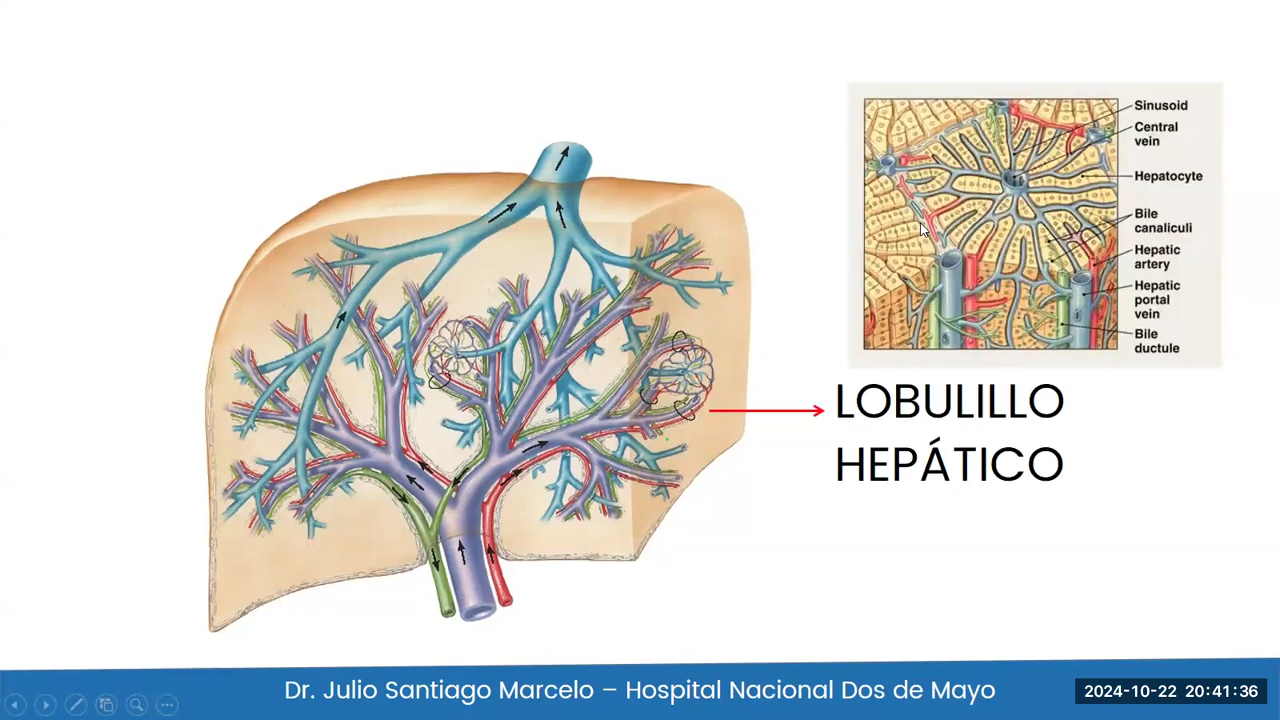 Sinusoid
Central
vein
Hepatocyte
Bile
canaliculi
Hepatic
artery
Hepatic
portal
vein
Bile
ductule
LOBULILLO
HEPÁTICO
Dr. Julio Santiago Marcelo – Hospital Nacional Dos de Mayo
2024-10-22 20:41:36